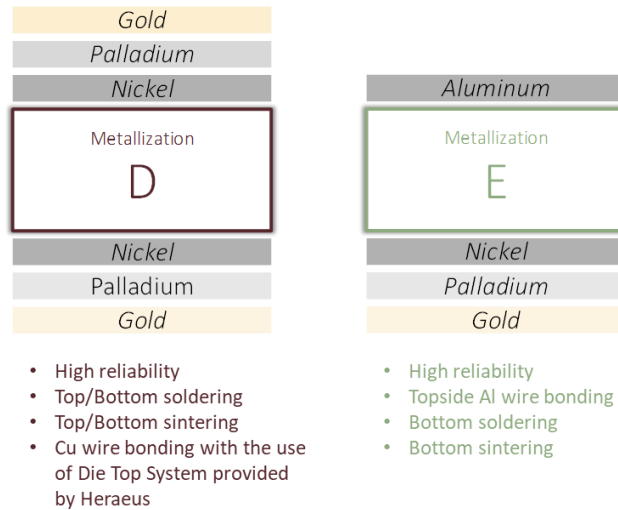 Gold
Palladium
Nickel
Metallization
D
Nickel
Palladium
Gold
• High reliability
• Top/Bottom soldering
• Top/Bottom sintering
• Cu wire bonding with the use
of Die Top System provided
by Heraeus
Aluminum
Metallization
E
Nickel
Palladium
Gold
• High reliability
• Topside Al wire bonding
• Bottom soldering
• Bottom sintering